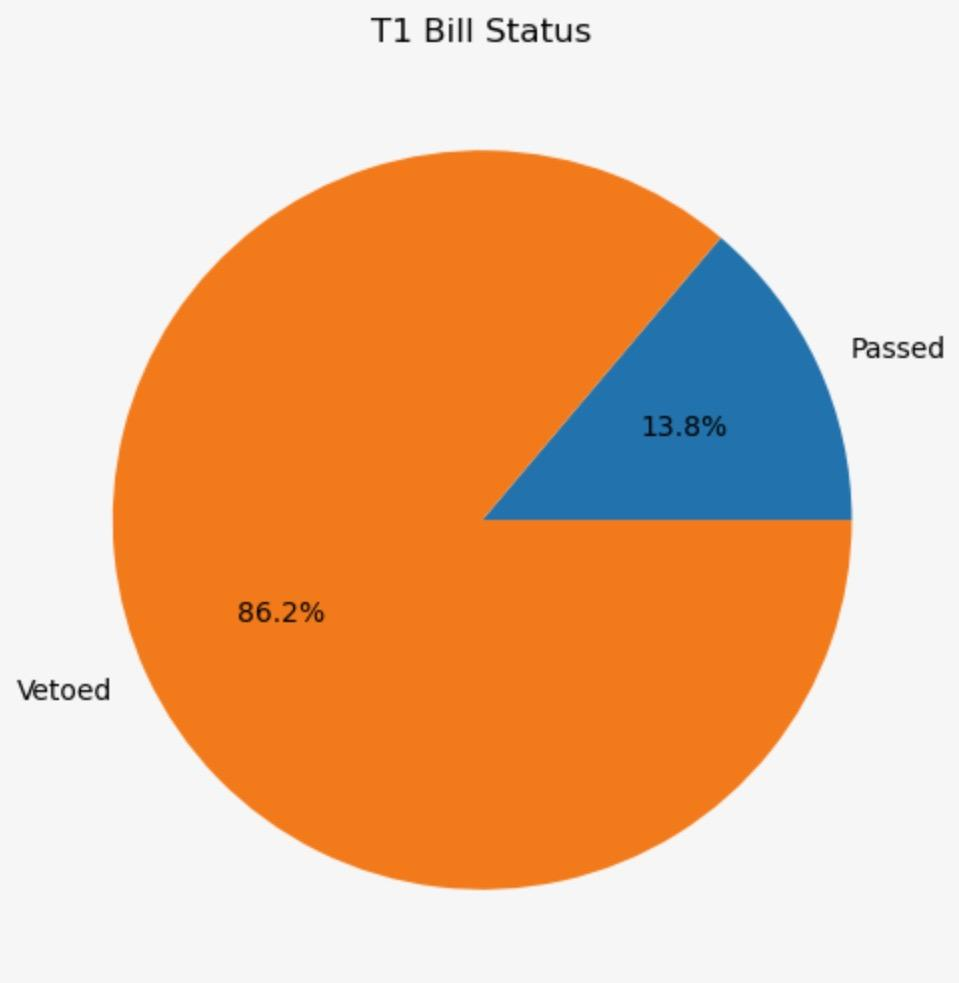 T1 Bill Status
Passed
13.8%
86.2%
Vetoed